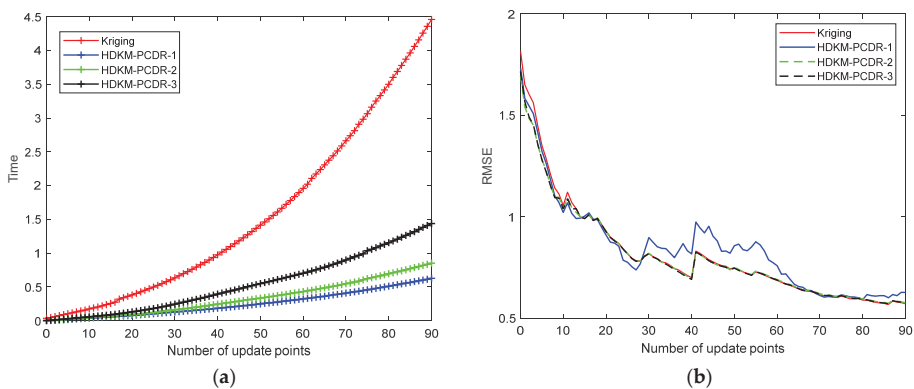 4.5
4
3.5
3
2.5
2
1.5
1
0.5
0
Time
Kriging
HDKM-PCDR-1
HDKM-PCDR-2
HDKM-PCDR-3
0 10 20 30 40 50 60 70 80 90
Number of update points
(a)
2
1.5
1
0.5
RMSE
Kriging
HDKM-PCDR-1
HDKM-PCDR-2
HDKM-PCDR-3
0 10 20 30 40 50 60 70 80 90
Number of update points
(b)